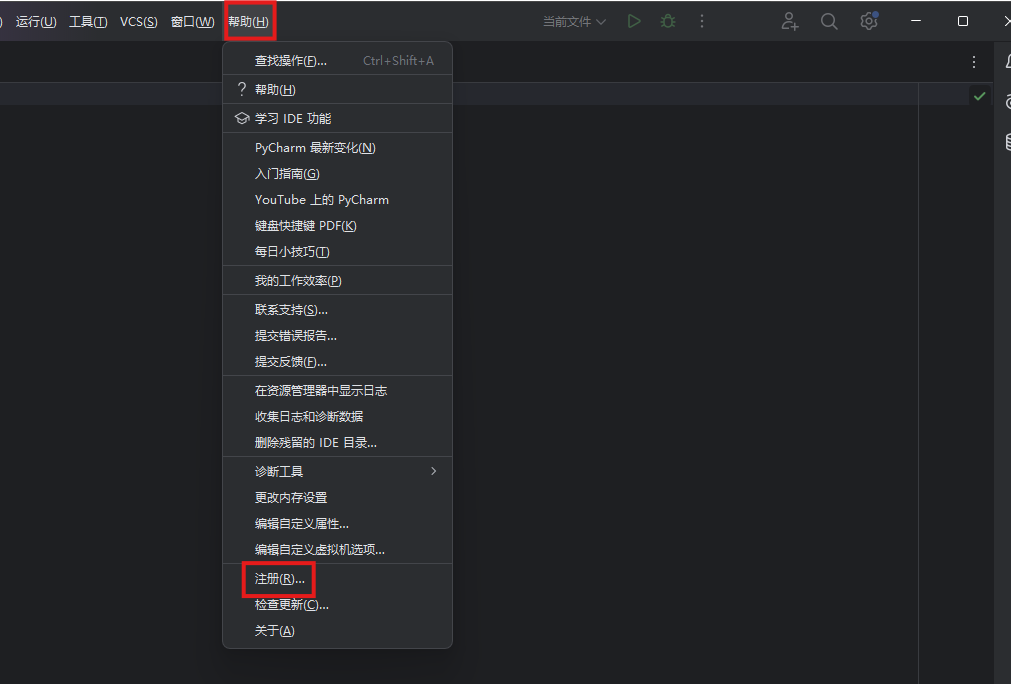 ) 运行(U) 工具(T) VCS(S) 窗口(W) 帮助(H) 当前文件
查找操作(F)... Ctrl+Shift+A
? 帮助(H)
学习 IDE 功能
PyCharm 最新变化(N)
入门指南(G)
YouTube 上的 PyCharm
键盘快捷键 PDF(K)
每日小技巧(T)
我的工作效率(P)
联系支持(S)...
提交错误报告...
提交反馈(F)...
在资源管理器中显示日志
收集日志和诊断数据
删除残留的 IDE 目录...
诊断工具
更改内存设置
编辑自定义属性...
编辑自定义虚拟机选项...
注册(R)...
检查更新(C)...
关于(A)